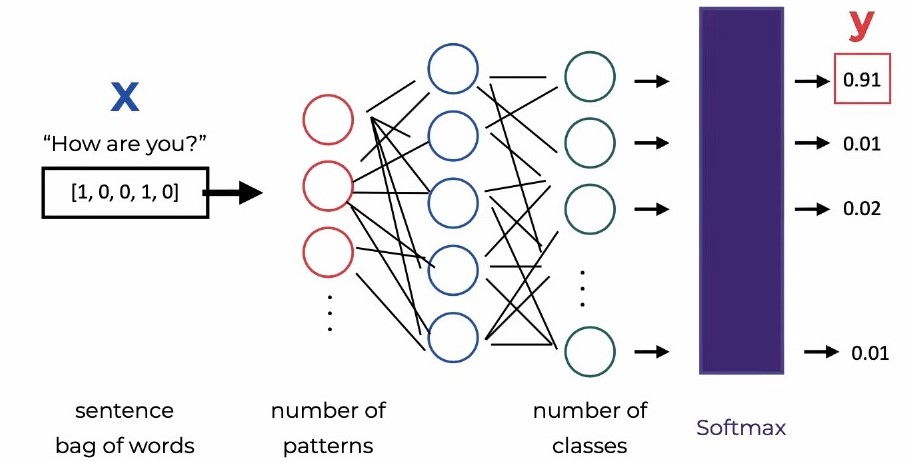 X
"How are you?"
[1, 0, 0, 1, 0]
y
0.91
0.01
0.02
0.01
sentence
bag of words
number of
patterns
number of
classes
Softmax